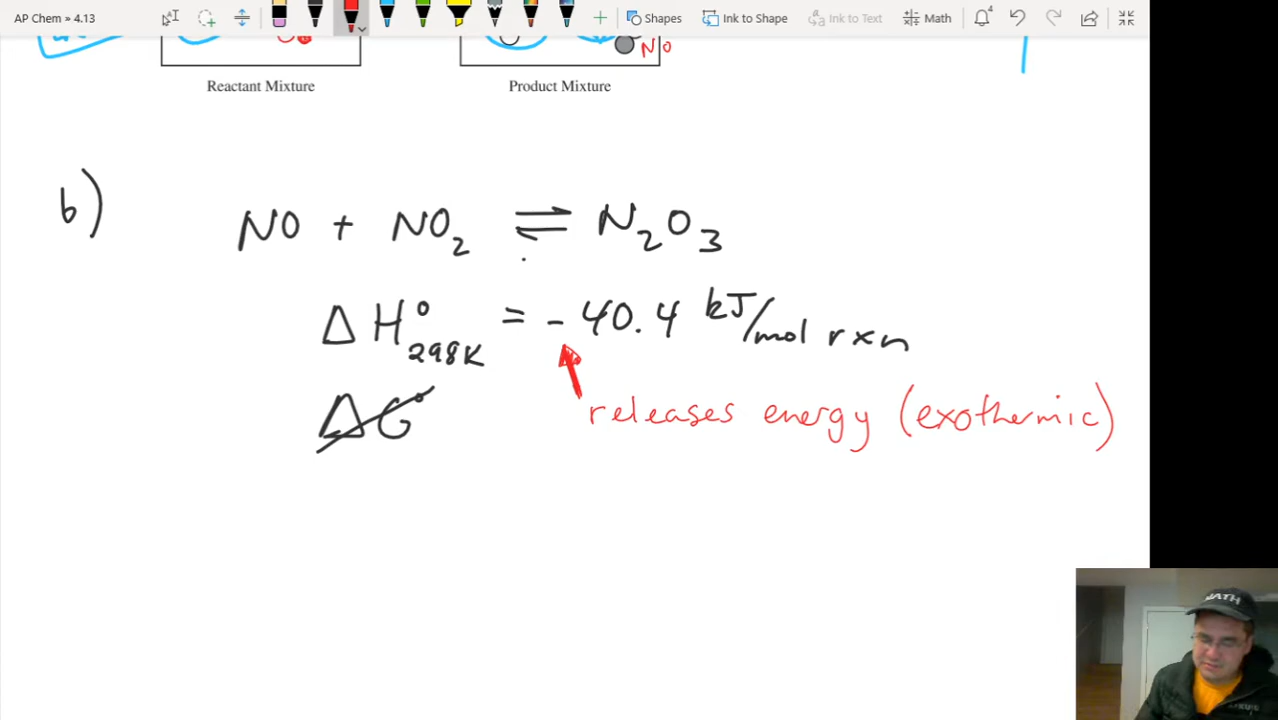 AP Chem » 4.13
Shapes
Ink to Shape
Ink to Text
Math
4
NO
Reactant Mixture
Product Mixture
b)
NO + NO₂ ⇌ N₂O₃
ΔH°298K = -40.4 kJ/mol rxn
ΔG°
releases energy (exothermic)
MATH